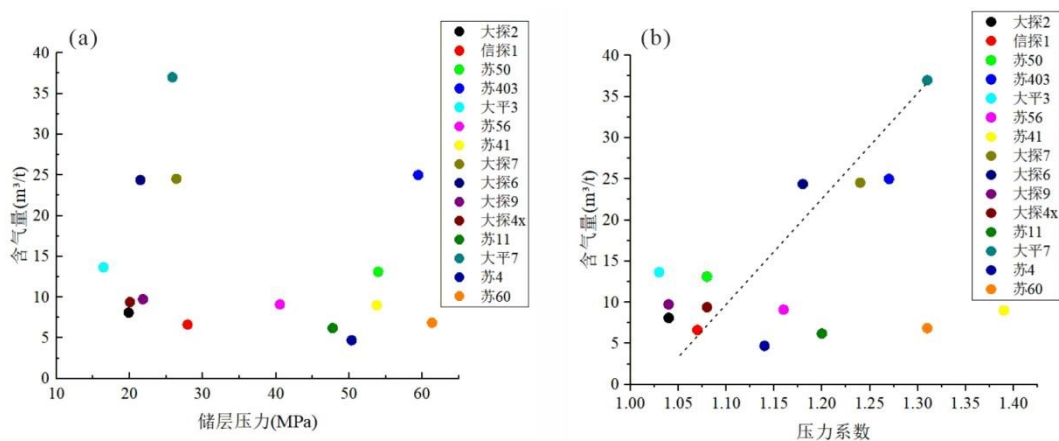 (a)
大探2
信探1
苏50
苏403
大平3
苏56
苏41
大探7
大探6
大探9
大探4x
苏11
大平7
苏4
苏60
40
35
30
25
20
15
10
5
0
含气量(m³/t)
10 20 30 40 50 60
储层压力(MPa)
(b)
大探2
信探1
苏50
苏403
大平3
苏56
苏41
大探7
大探6
大探9
大探4x
苏11
大平7
苏4
苏60
40
35
30
25
20
15
10
5
0
含气量(m³/t)
1.00 1.05 1.10 1.15 1.20 1.25 1.30 1.35 1.40
压力系数